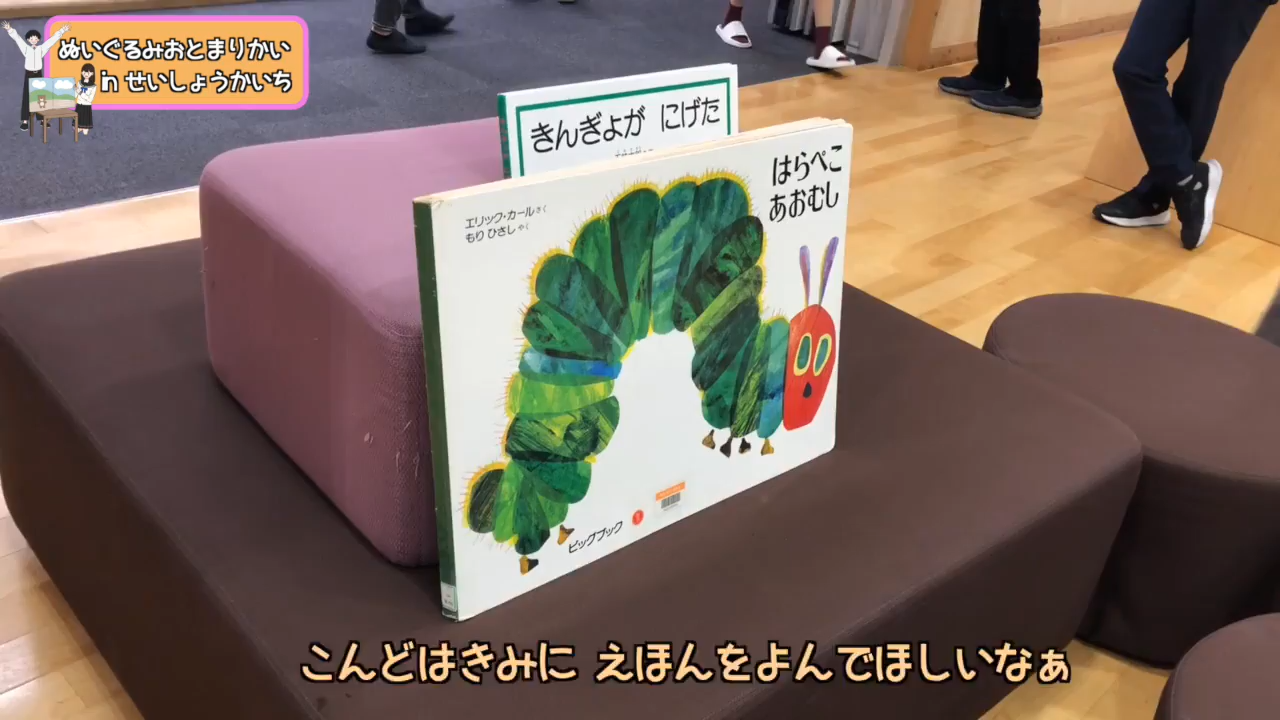 ぬいぐるみおとまりかい
in せいしょうかいち
きんぎょが にげた
はらぺこ
あおむし
エリック・カール さく
もり ひさし やく
ビッグブック
こんどはきみに えほんをよんでほしいなぁ